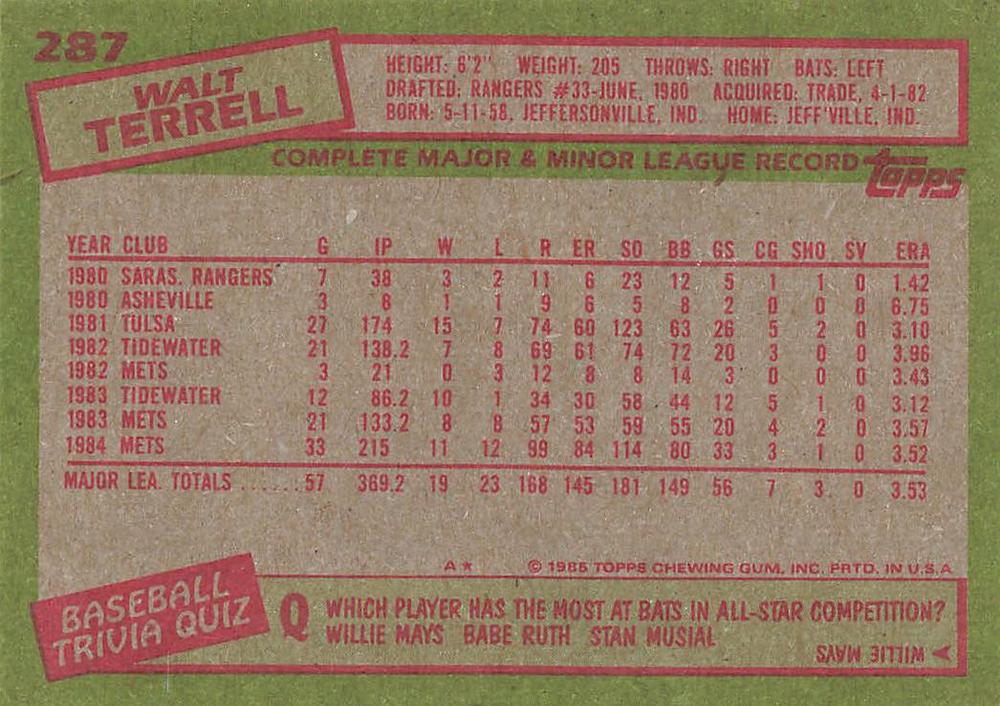 287
WALT
TERRELL
HEIGHT: 6'2" WEIGHT: 205 THROWS: RIGHT BATS: LEFT
DRAFTED: RANGERS #33-JUNE, 1980 ACQUIRED: TRADE, 4-1-82
BORN: 5-11-58, JEFFERSONVILLE, IND. HOME: JEFF'VILLE, IND.
COMPLETE MAJOR & MINOR LEAGUE RECORD
topps
YEAR CLUB G IP W L R ER SO BB GS CG SHO SV ERA
1980 SARAS. RANGERS 7 38 3 2 11 6 23 12 5 1 1 0 1.42
1980 ASHEVILLE 3 8 1 1 9 6 5 8 2 0 0 0 6.75
1981 TULSA 27 174 15 7 74 60 123 63 26 5 2 0 3.10
1982 TIDEWATER 21 138.2 7 8 69 61 74 72 20 3 0 0 3.96
1982 METS 3 21 0 3 12 8 8 14 3 0 0 0 3.43
1983 TIDEWATER 12 86.2 10 1 34 30 58 44 12 5 1 0 3.12
1983 METS 21 133.2 8 8 57 53 59 55 20 4 2 0 3.57
1984 METS 33 215 11 12 99 84 114 80 33 3 1 0 3.52
MAJOR LEA. TOTALS ......57 369.2 19 23 168 145 181 149 56 7 3 0 3.53
A★ © 1985 TOPPS CHEWING GUM, INC. PRTD. IN U.S.A
BASEBALL
TRIVIA QUIZ
Q WHICH PLAYER HAS THE MOST AT BATS IN ALL-STAR COMPETITION?
WILLIE MAYS BABE RUTH STAN MUSIAL
WILLIE MAYS